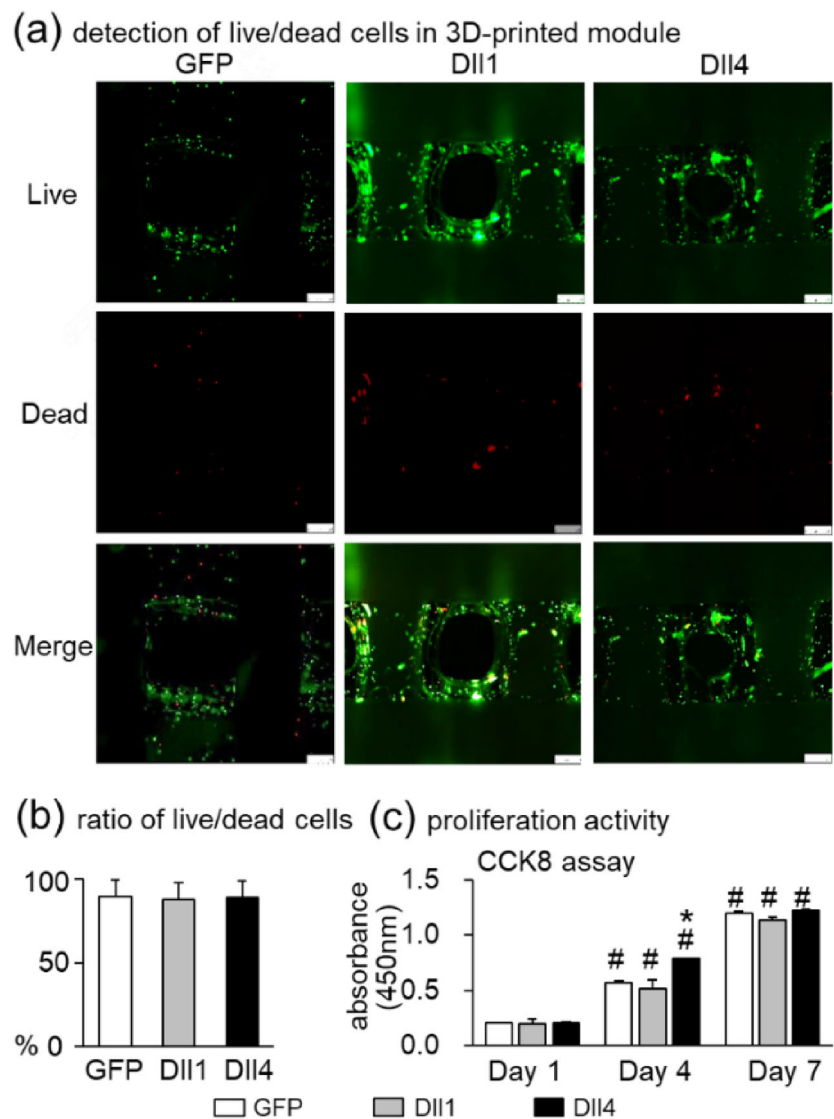 (a) detection of live/dead cells in 3D-printed module
GFP Dll1 Dll4
Live
Dead
Merge
(b) ratio of live/dead cells
100
50
% 0
GFP Dll1 Dll4
(c) proliferation activity
CCK8 assay
absorbance
(450nm)
1.5
1.0
0.5
0.0
# # * #
# # #
Day 1 Day 4 Day 7
GFP Dll1 Dll4